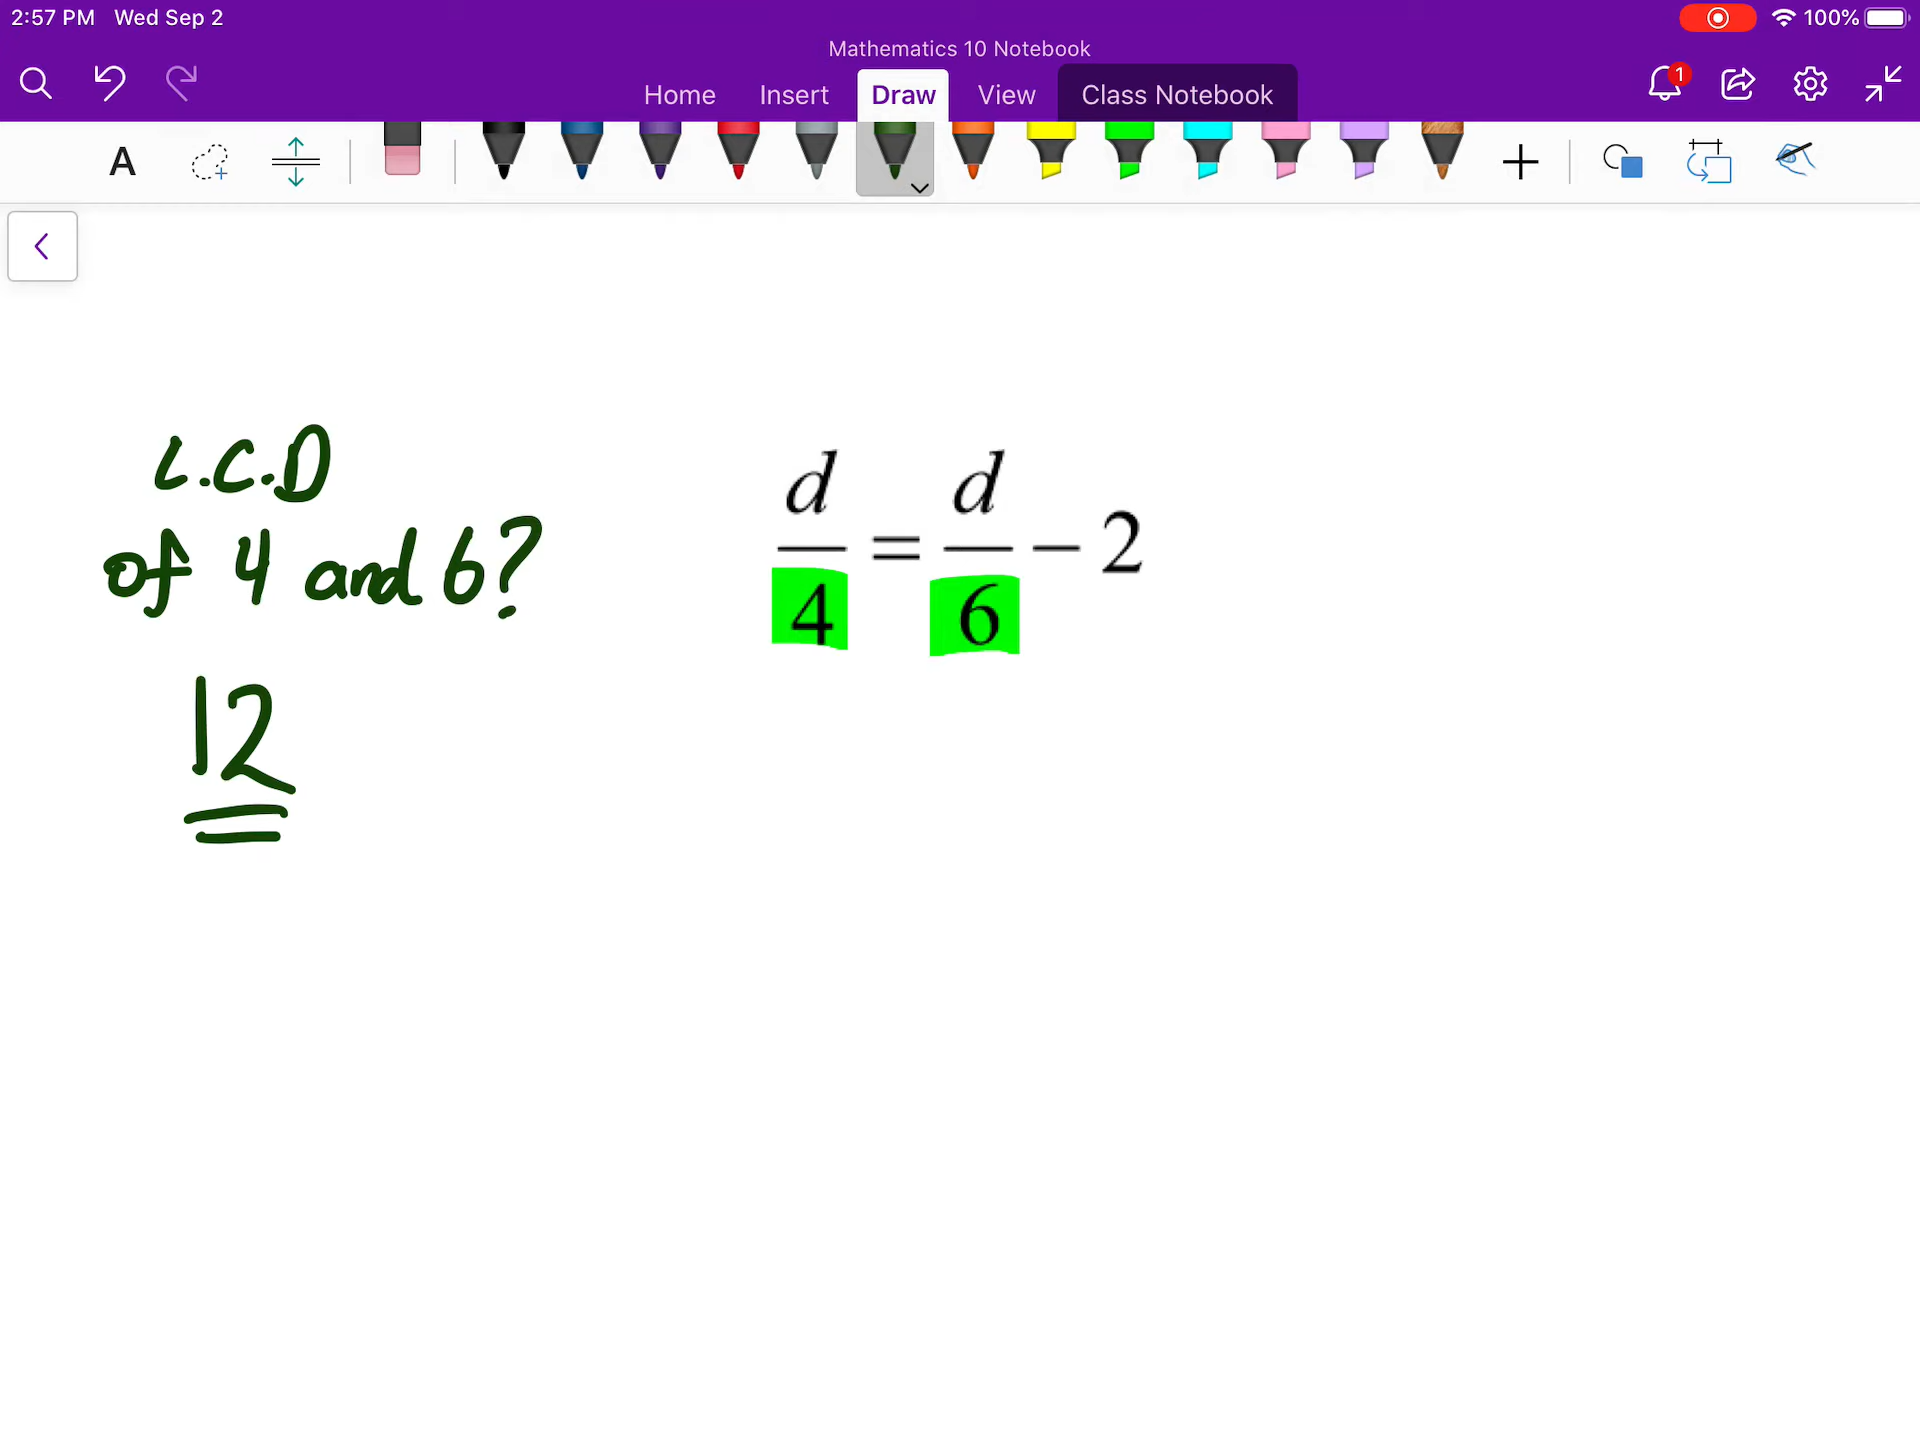 2:57 PM Wed Sep 2
100%
Mathematics 10 Notebook
Home Insert Draw View Class Notebook
1
A
L.C.D
of 4 and 6?
12
d/4 = d/6 − 2